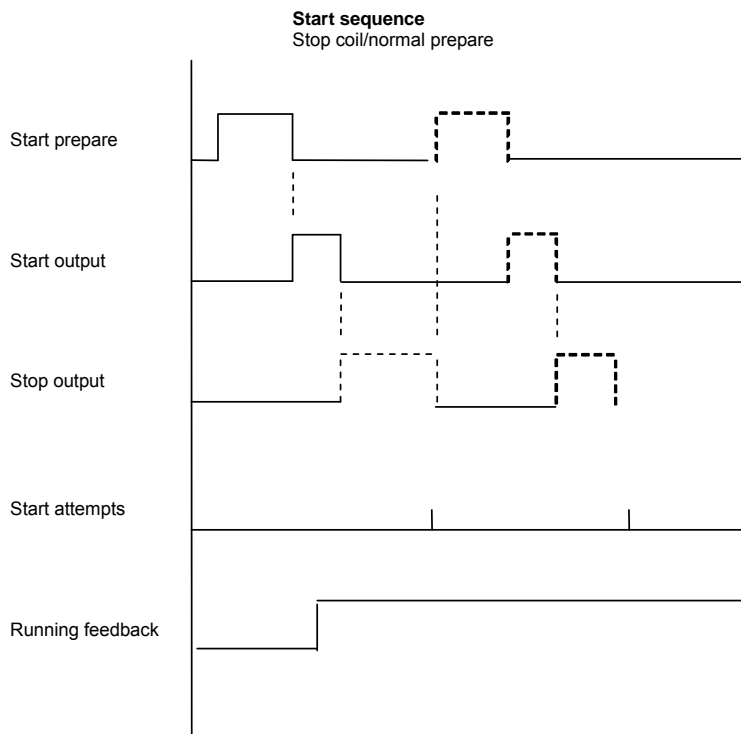 Start sequence
Stop coil/normal prepare
Start prepare
Start output
Stop output
Start attempts
Running feedback